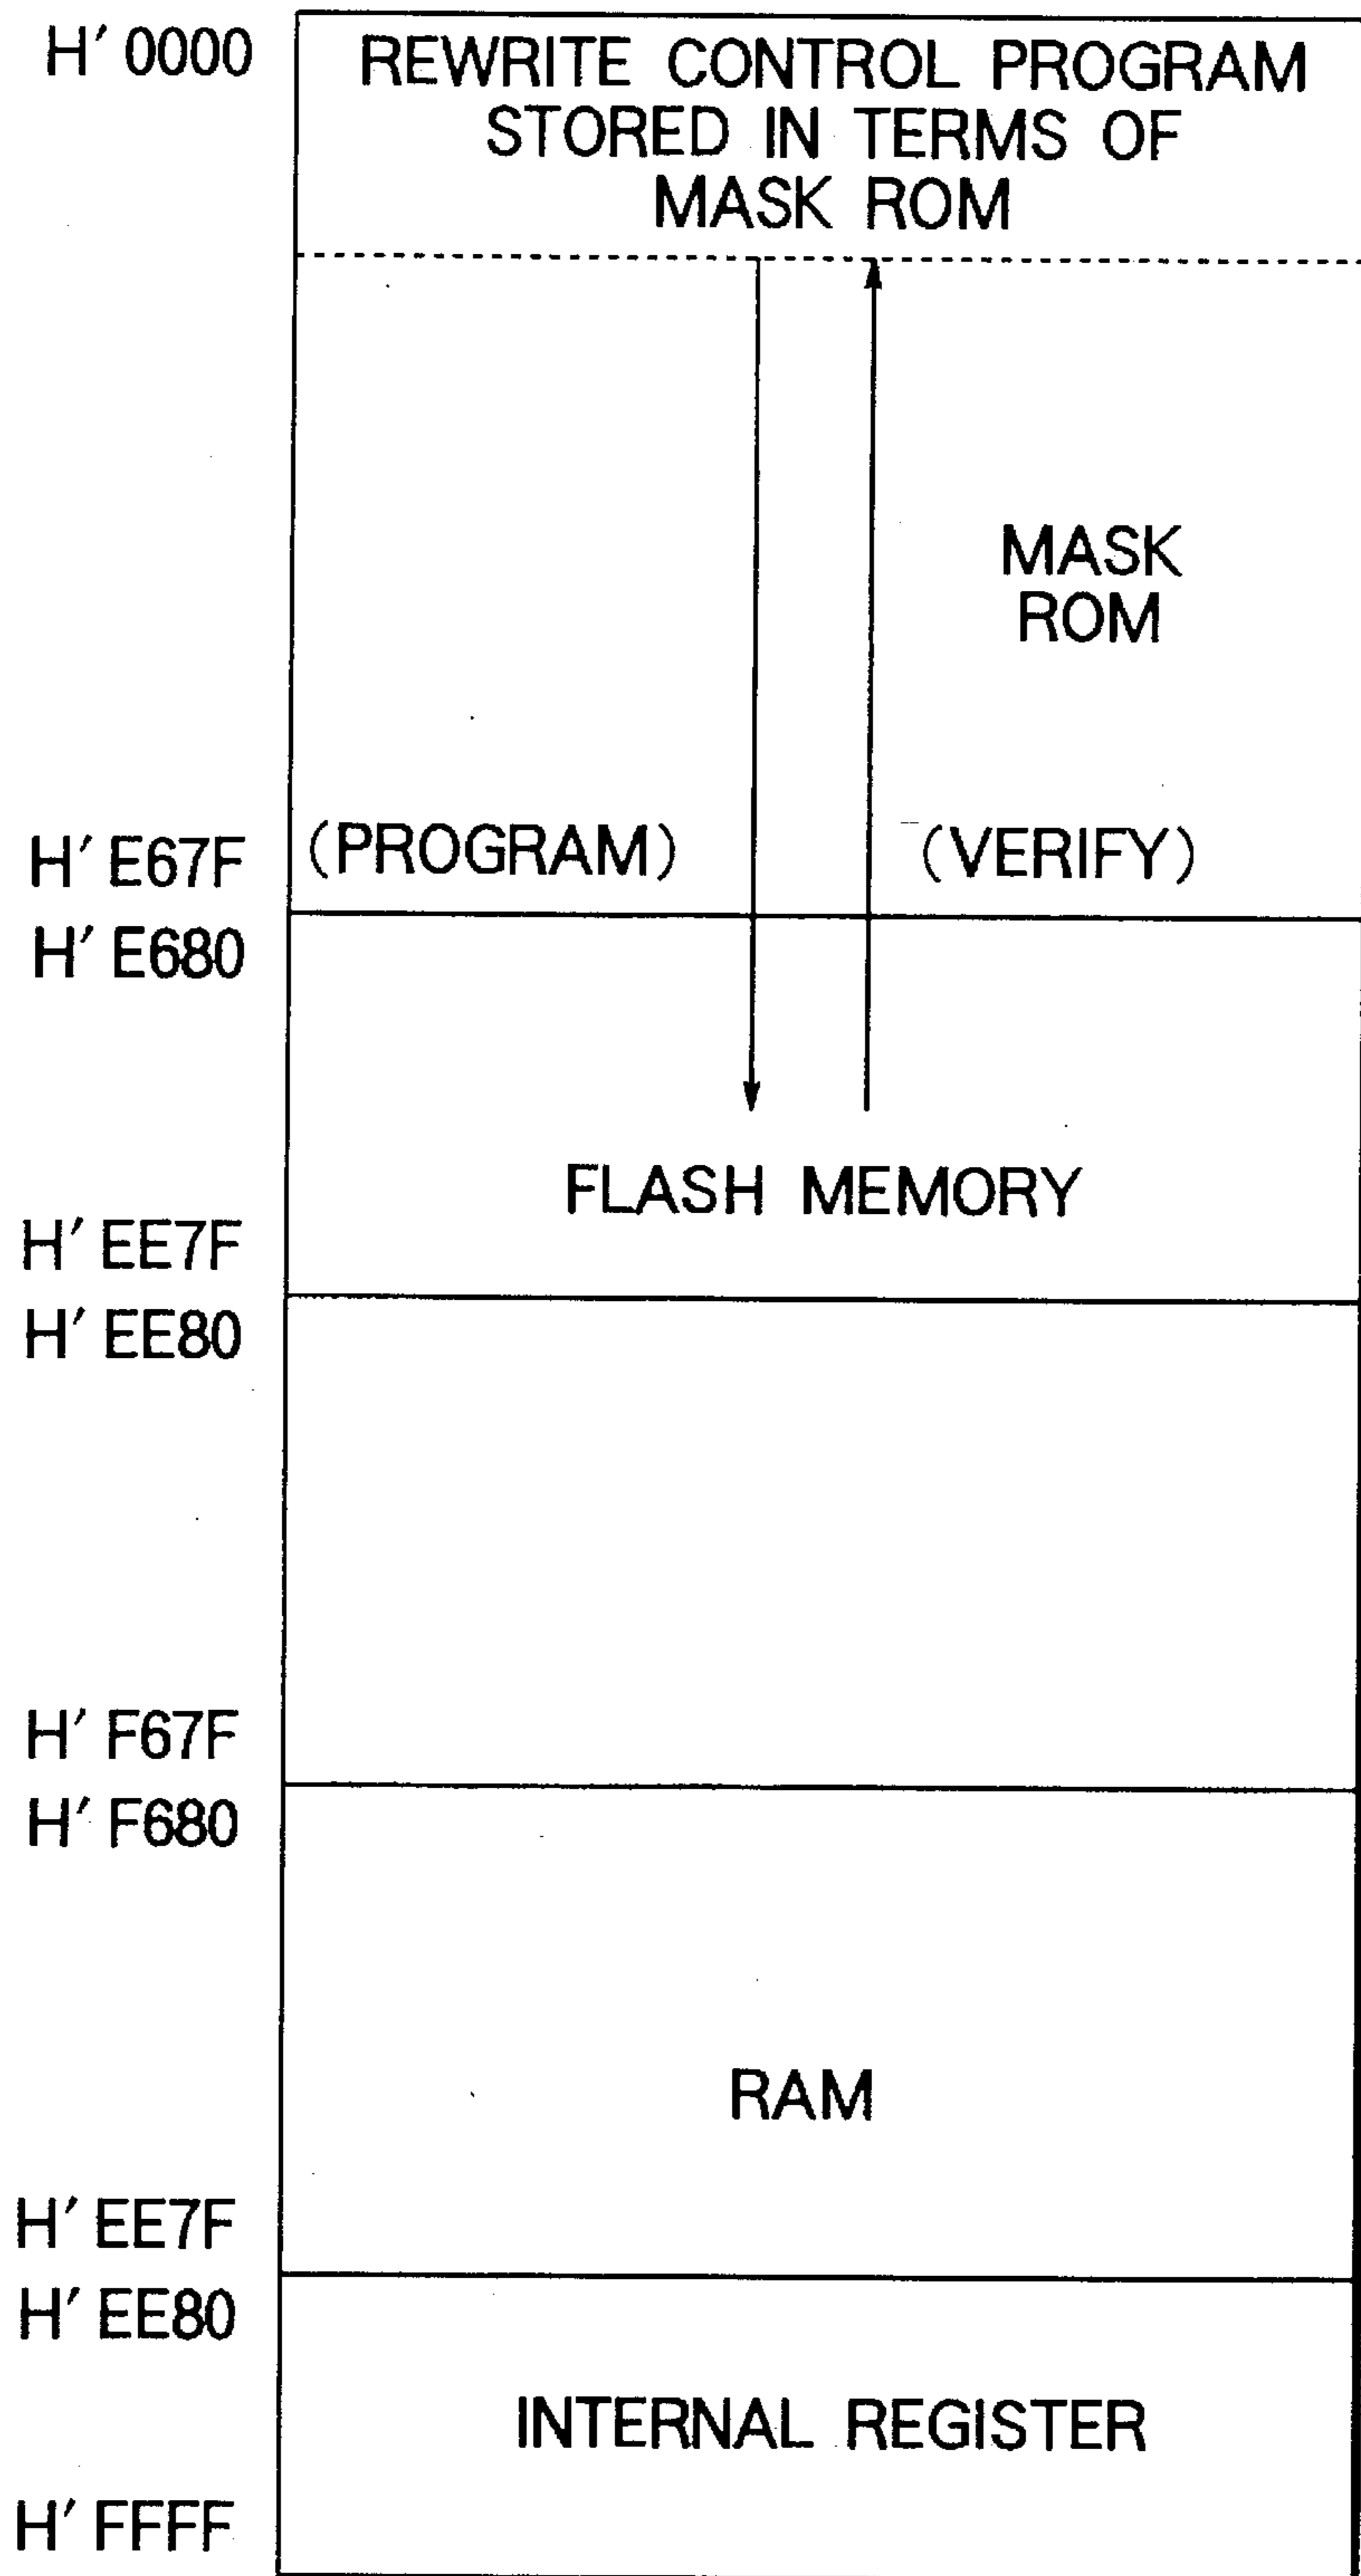 H' 0000
REWRITE CONTROL PROGRAM
STORED IN TERMS OF
MASK ROM
MASK
ROM
H' E67F
(PROGRAM)
(VERIFY)
H' E680
FLASH MEMORY
H' EE7F
H' EE80
H' F67F
H' F680
RAM
H' EE7F
H' EE80
INTERNAL REGISTER
H' FFFF